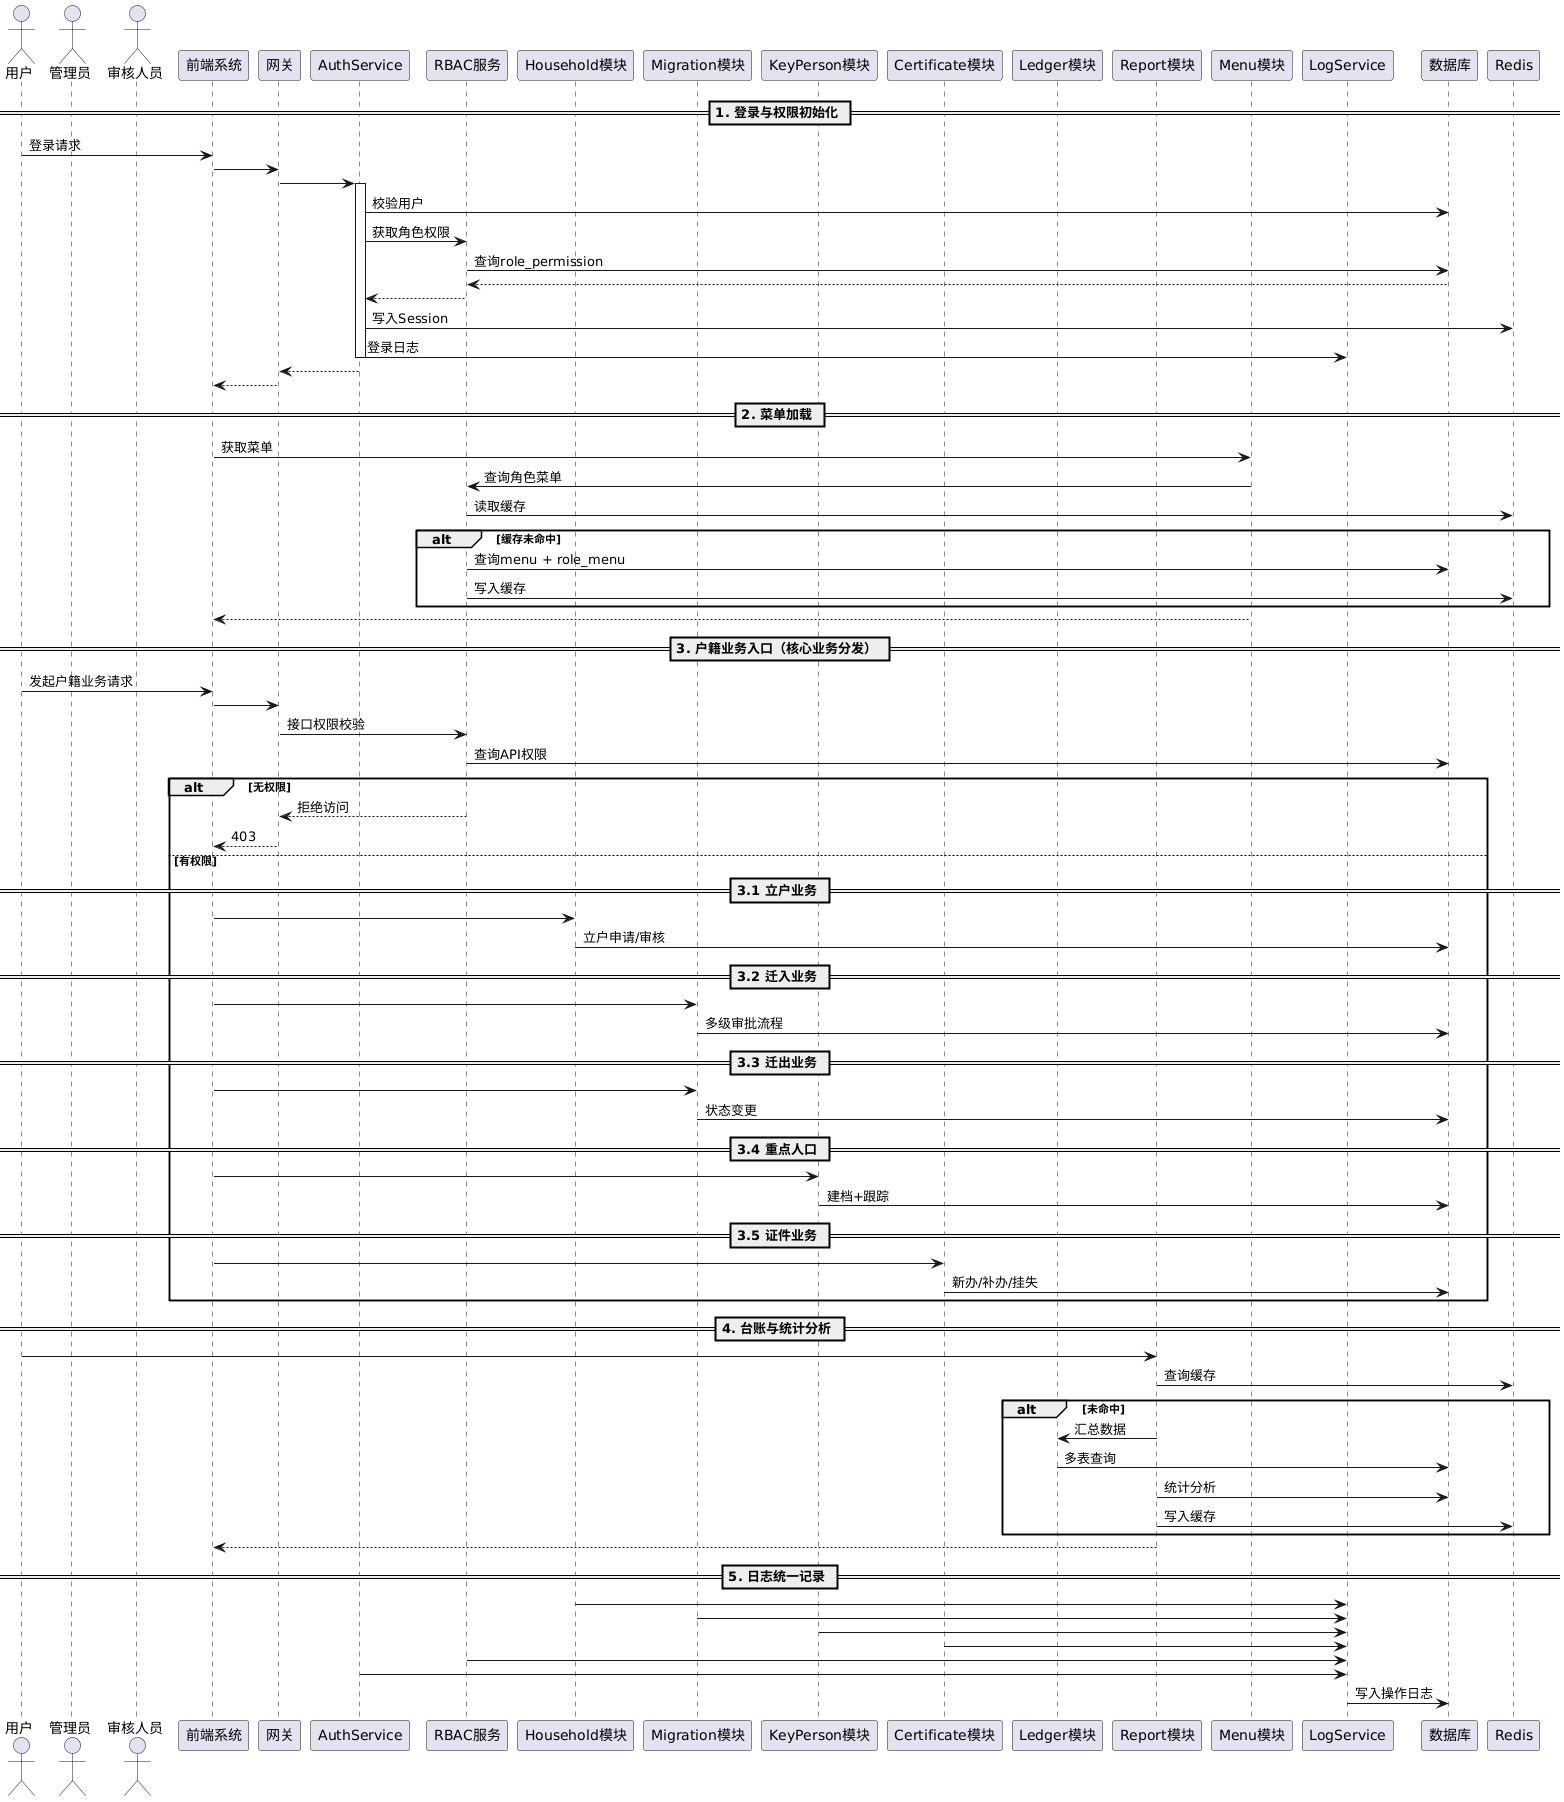 用户
管理员
审核人员
前端系统
网关
AuthService
RBAC服务
Household模块
Migration模块
KeyPerson模块
Certificate模块
Ledger模块
Report模块
Menu模块
LogService
数据库
Redis
1. 登录与权限初始化
登录请求
校验用户
获取角色权限
查询role_permission
写入Session
登录日志
2. 菜单加载
获取菜单
查询角色菜单
读取缓存
alt [缓存未命中]
查询menu + role_menu
写入缓存
3. 户籍业务入口（核心业务分发）
发起户籍业务请求
接口权限校验
查询API权限
alt [无权限]
拒绝访问
403
[有权限]
3.1 立户业务
立户申请/审核
3.2 迁入业务
多级审批流程
3.3 迁出业务
状态变更
3.4 重点人口
建档+跟踪
3.5 证件业务
新办/补办/挂失
4. 台账与统计分析
查询缓存
alt [未命中]
汇总数据
多表查询
统计分析
写入缓存
5. 日志统一记录
写入操作日志
用户
管理员
审核人员
前端系统
网关
AuthService
RBAC服务
Household模块
Migration模块
KeyPerson模块
Certificate模块
Ledger模块
Report模块
Menu模块
LogService
数据库
Redis